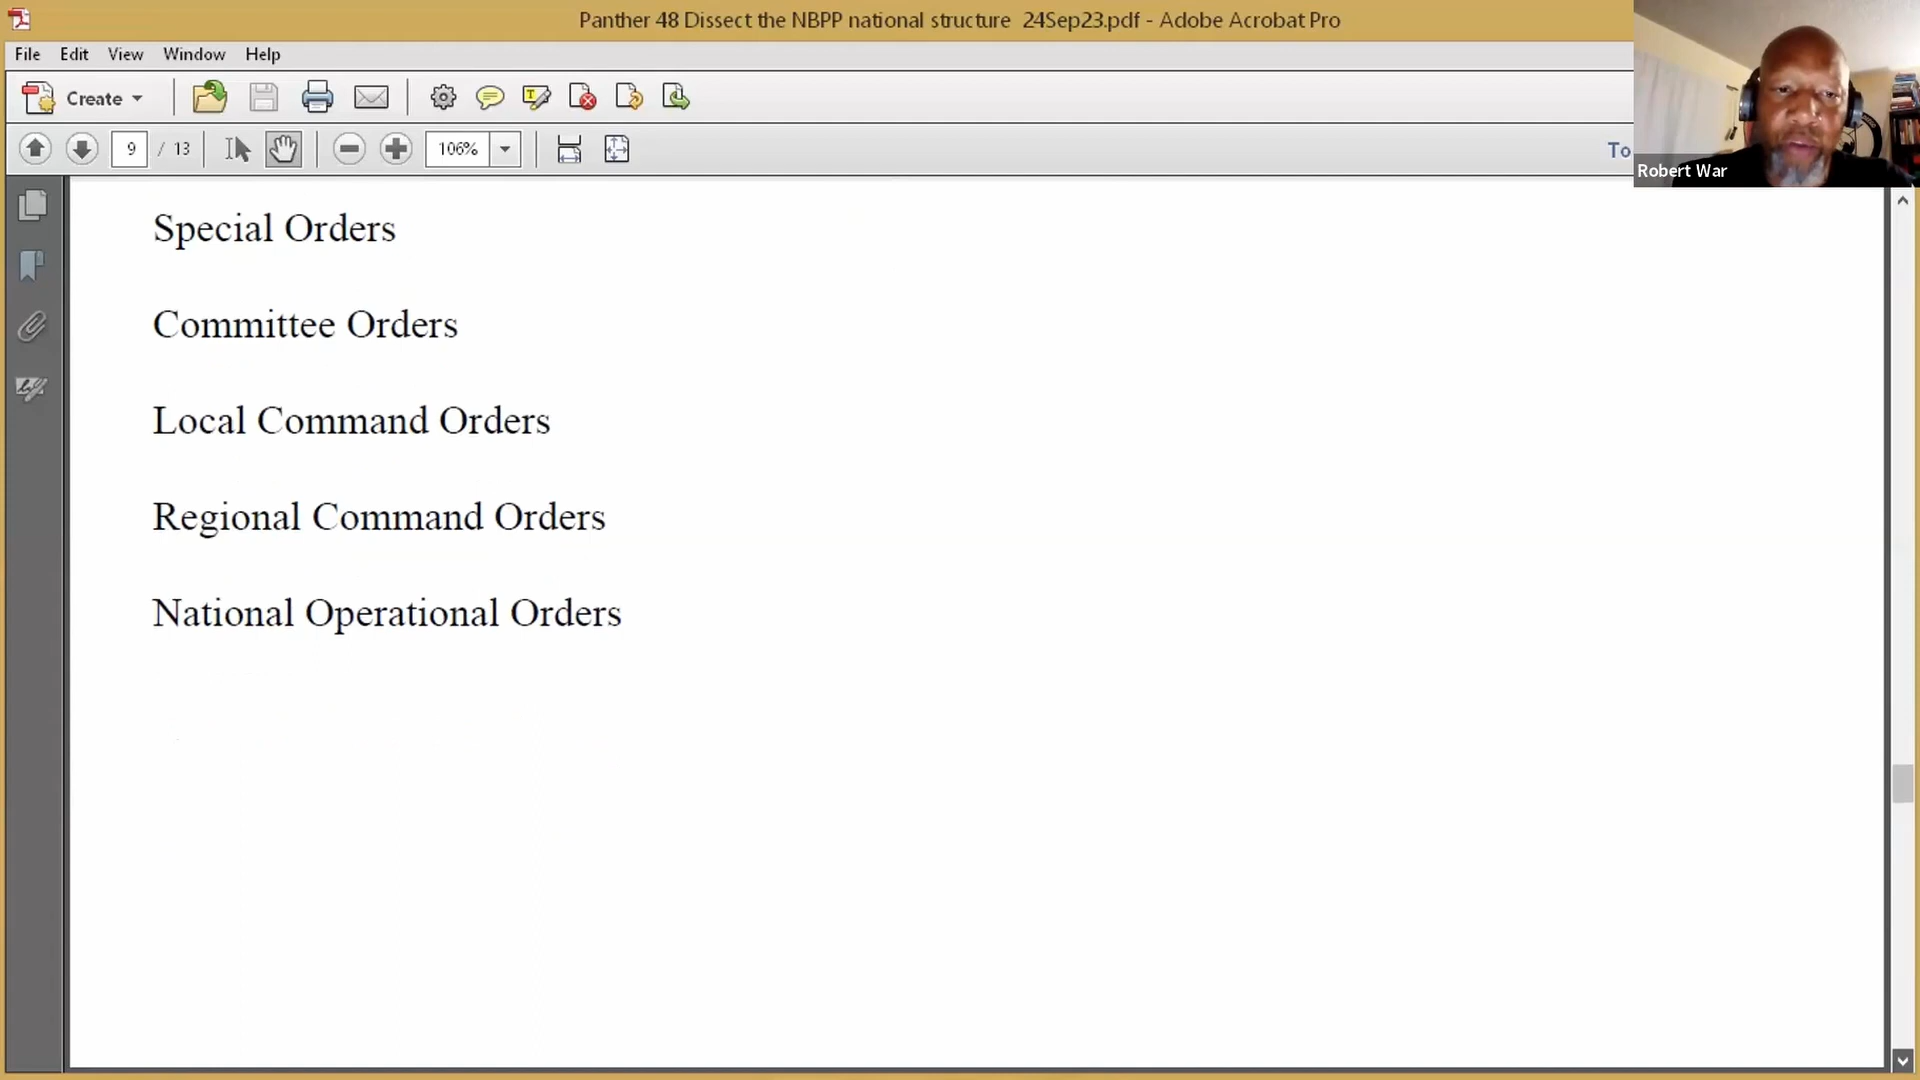 Panther 48 Dissect the NBPP national structure  24Sep23.pdf - Adobe Acrobat Pro
File Edit View Window Help
Create
9 / 13 106% To
Robert War
Special Orders
Committee Orders
Local Command Orders
Regional Command Orders
National Operational Orders